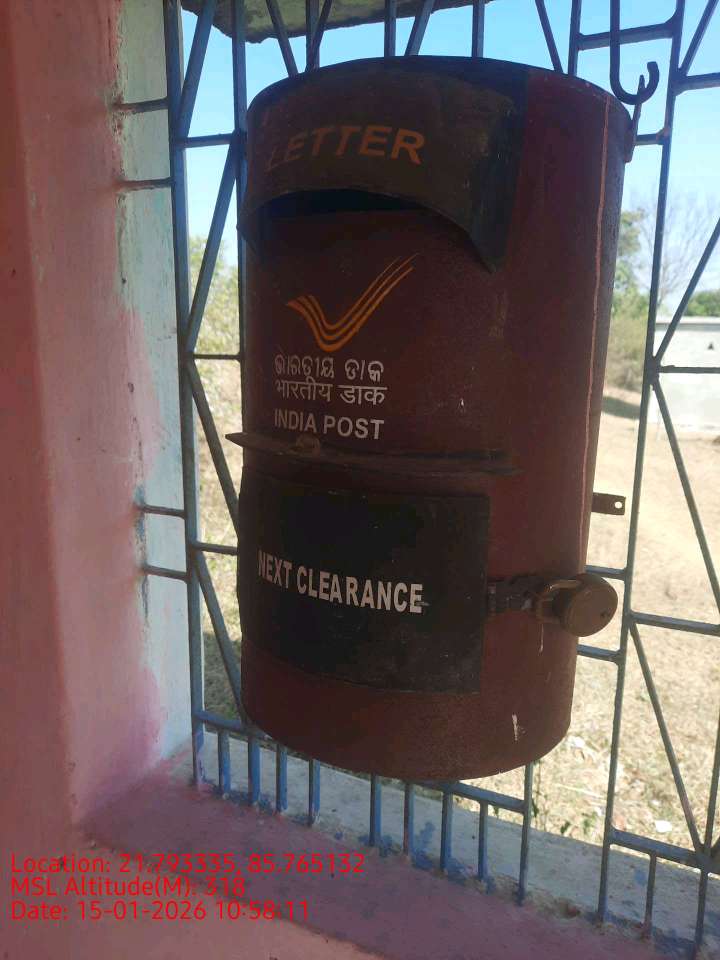 LETTER
ଭାରତୀୟ ଡାକ
भारतीय डाक
INDIA POST
NEXT CLEARANCE
Location: 21.793335, 85.765132
MSL Altitude(M): 318
Date: 15-01-2026 10:58:11